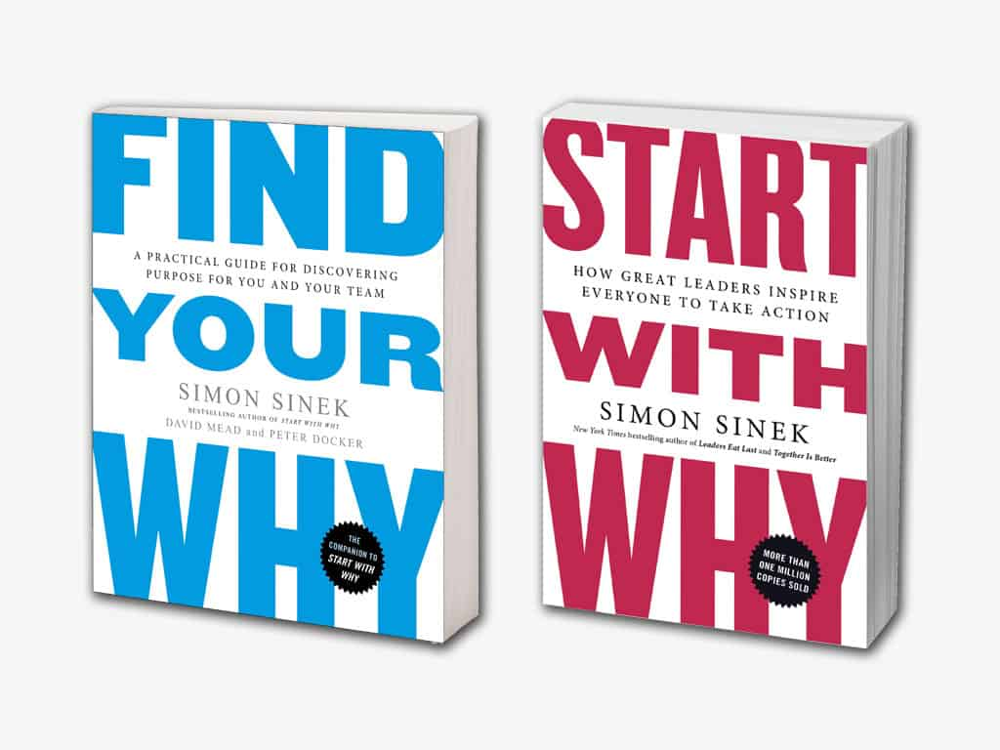 FIND
A PRACTICAL GUIDE FOR DISCOVERING
PURPOSE FOR YOU AND YOUR TEAM
YOUR
SIMON SINEK
BESTSELLING AUTHOR OF START WITH WHY
DAVID MEAD and PETER DOCKER
WHY
THE
COMPANION TO
START WITH
WHY
START
HOW GREAT LEADERS INSPIRE
EVERYONE TO TAKE ACTION
WITH
SIMON SINEK
New York Times bestselling author of Leaders Eat Last and Together Is Better
WHY
MORE THAN
ONE MILLION
COPIES SOLD